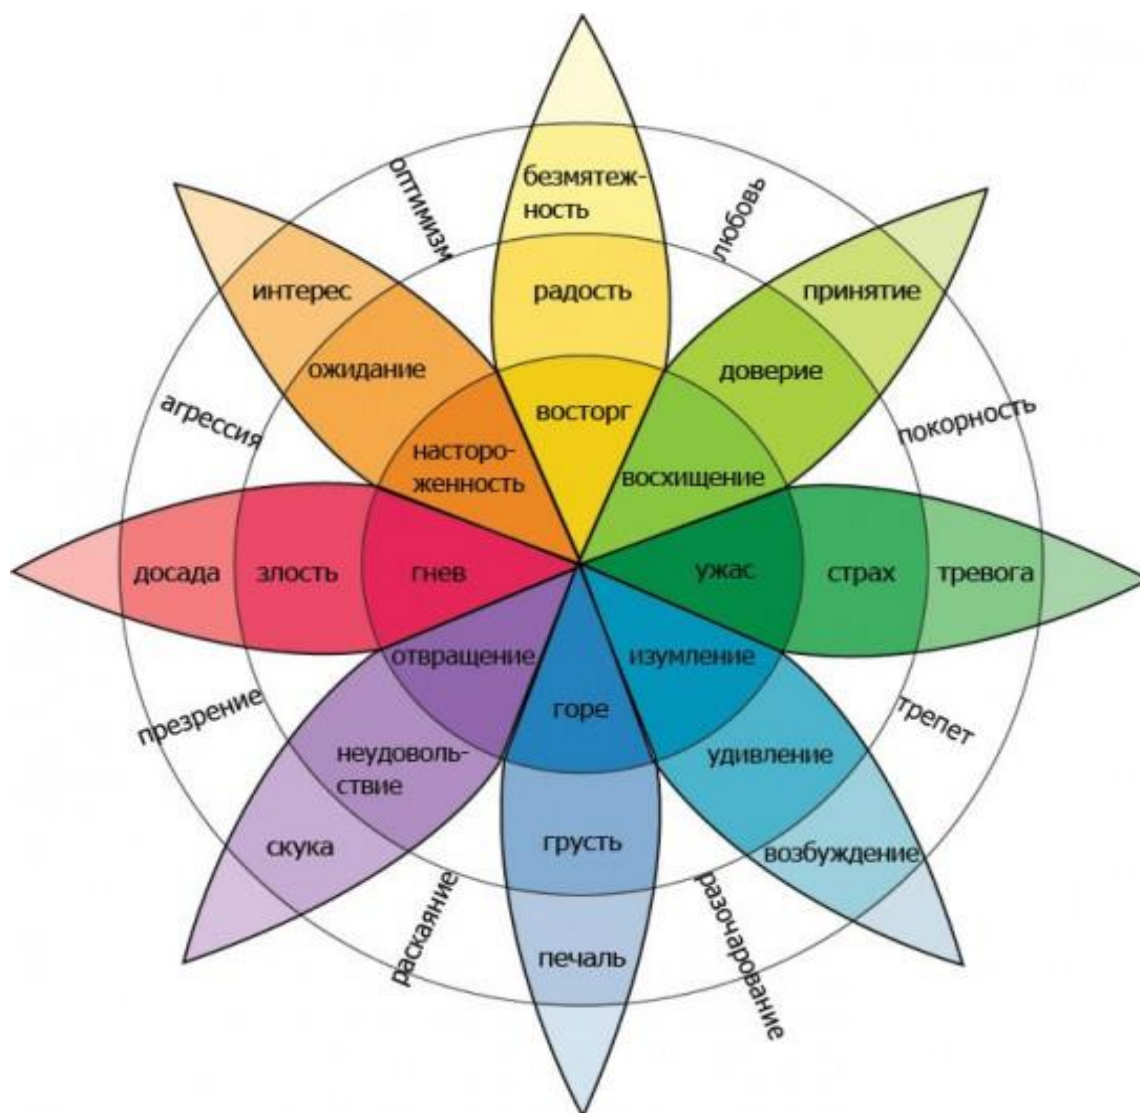 оптимизм
безмятеж-
ность
любовь
интерес
радость
принятие
ожидание
доверие
агрессия
восторг
покорность
насторо-
женность
восхищение
досада
злость
гнев
ужас
страх
тревога
отвращение
изумление
презрение
горе
трепет
неудоволь-
ствие
удивление
скука
грусть
возбуждение
раскаяние
разочарование
печаль